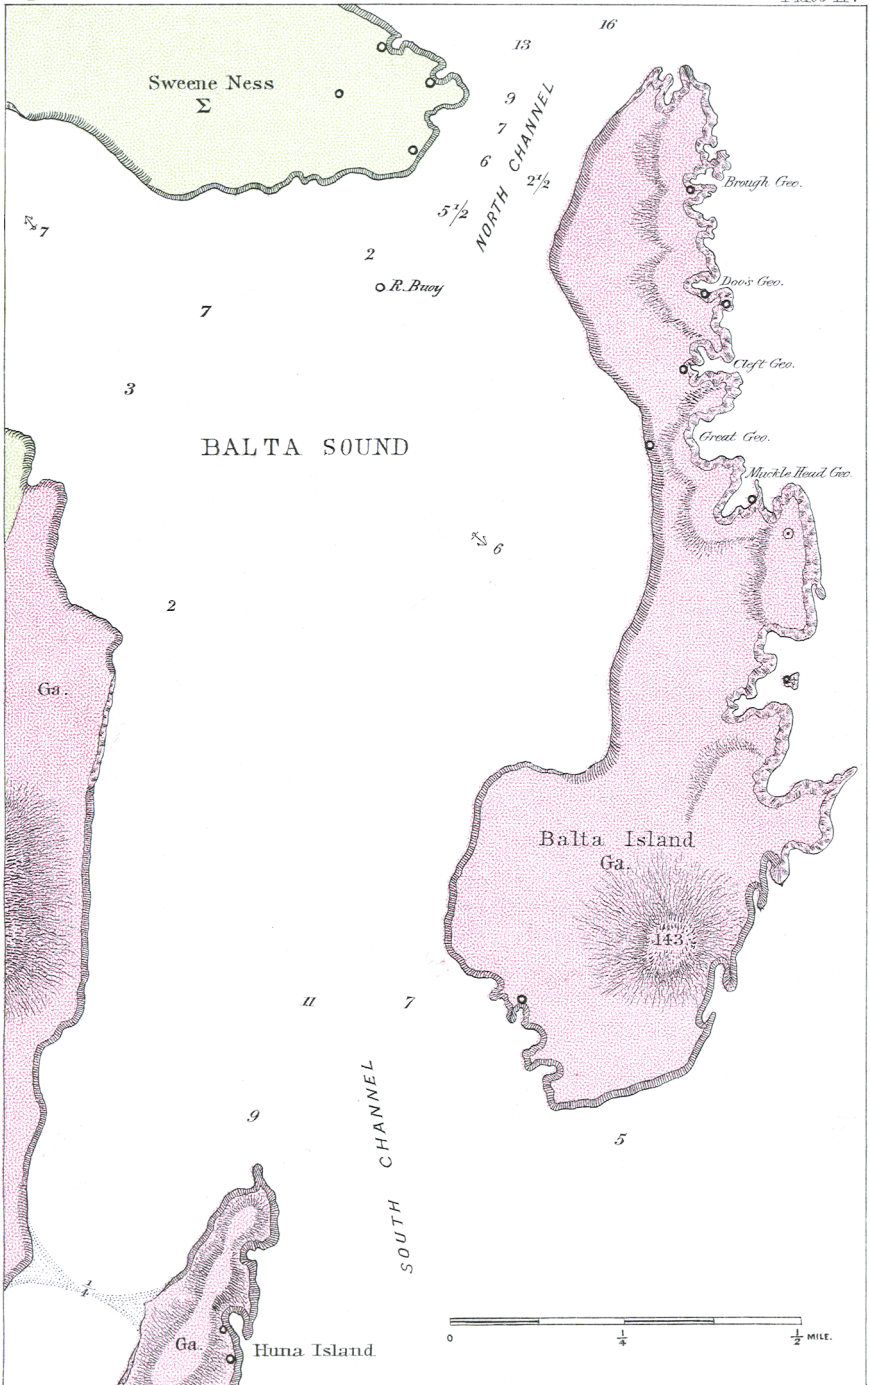 16
13
Sweene Ness
Σ
9
7
6
2½
5½
NORTH CHANNEL
Brough Geo.
7
2
R. Buoy
Doo's Geo.
7
3
Cleft Geo.
BALTA SOUND
Great Geo.
Muckle Head Geo.
6
2
Ga.
Balta Island
Ga.
143
11
7
9
SOUTH CHANNEL
5
¼
Ga.
Huna Island
0
¼
½ MILE.